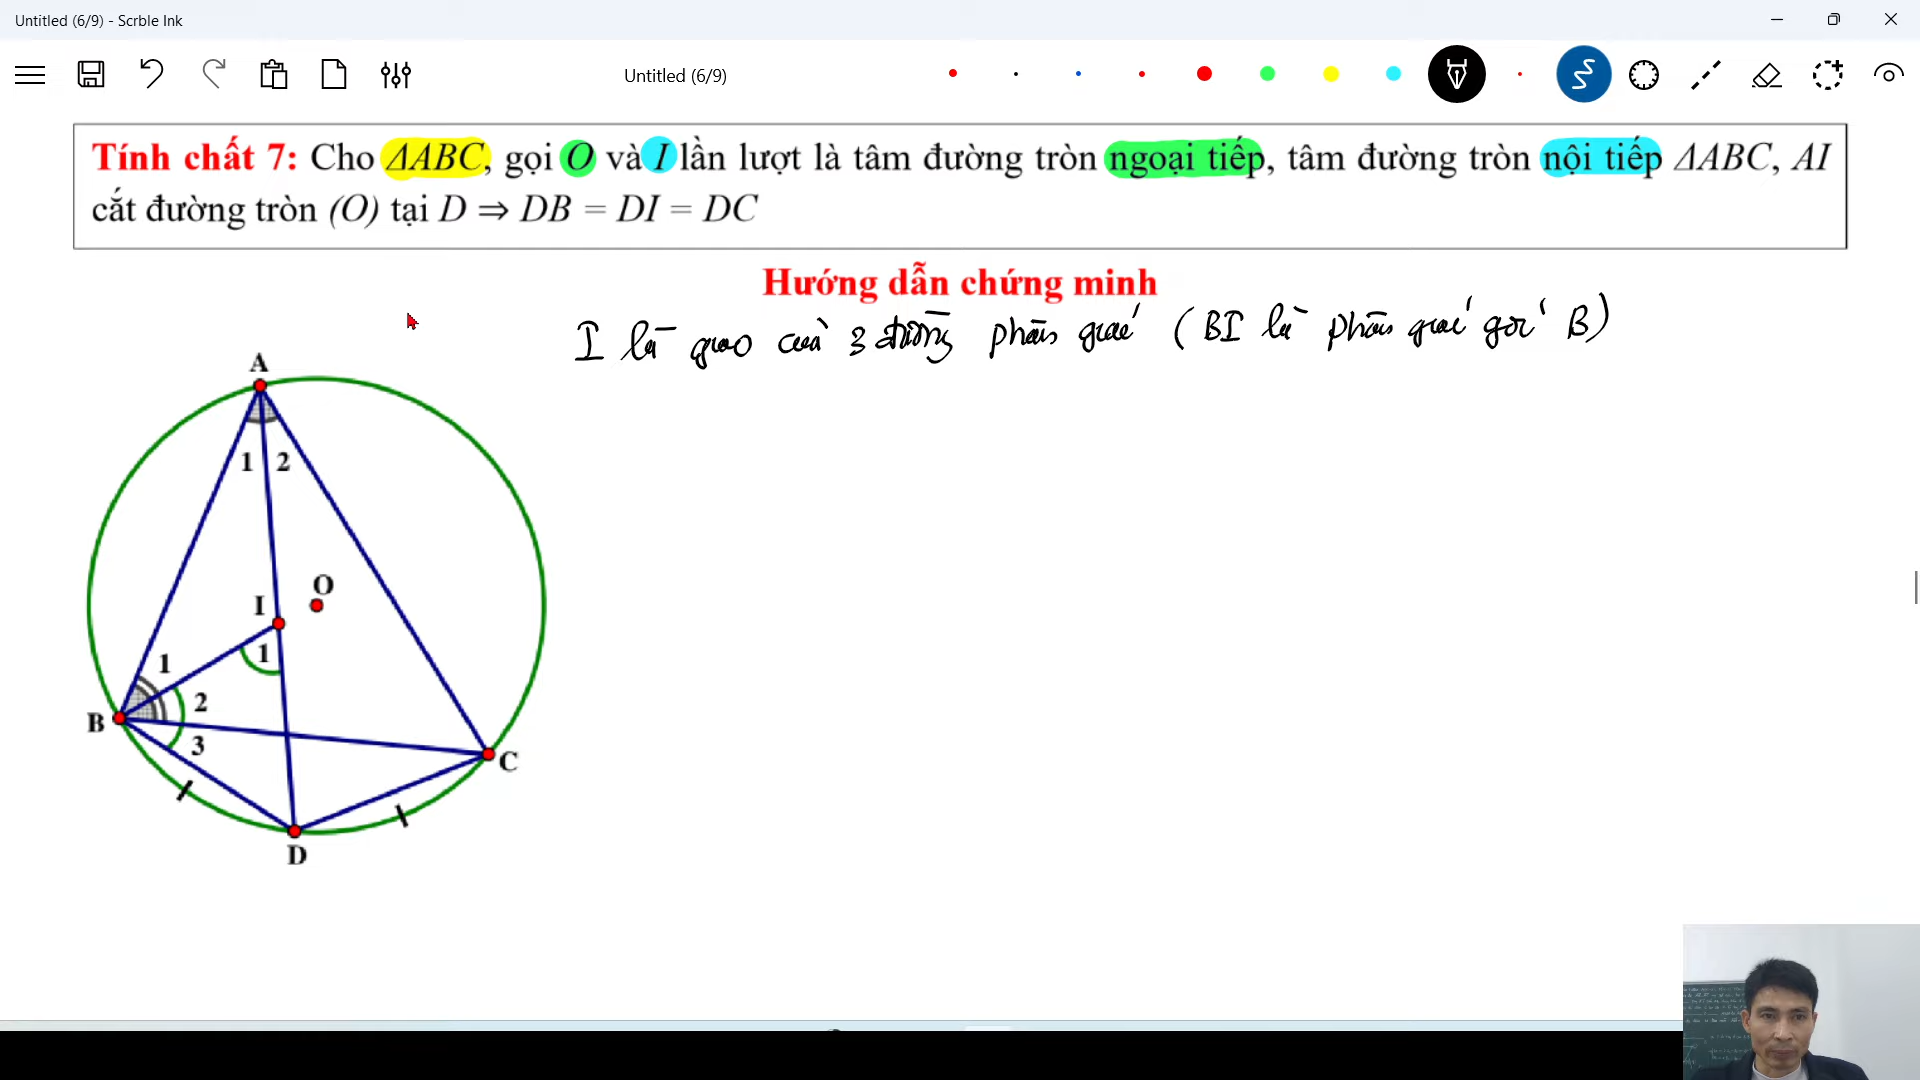 Untitled (6/9) - Scrble Ink
Untitled (6/9)
Tính chất 7: Cho ΔABC, gọi O và I lần lượt là tâm đường tròn ngoại tiếp, tâm đường tròn nội tiếp ΔABC, AI
cắt đường tròn (O) tại D ⇒ DB = DI = DC
Hướng dẫn chứng minh
I là giao của 3 đường phân giác (BI là phân giác góc B)
A
1 2
O
I
1
1
2
B
3
C
D